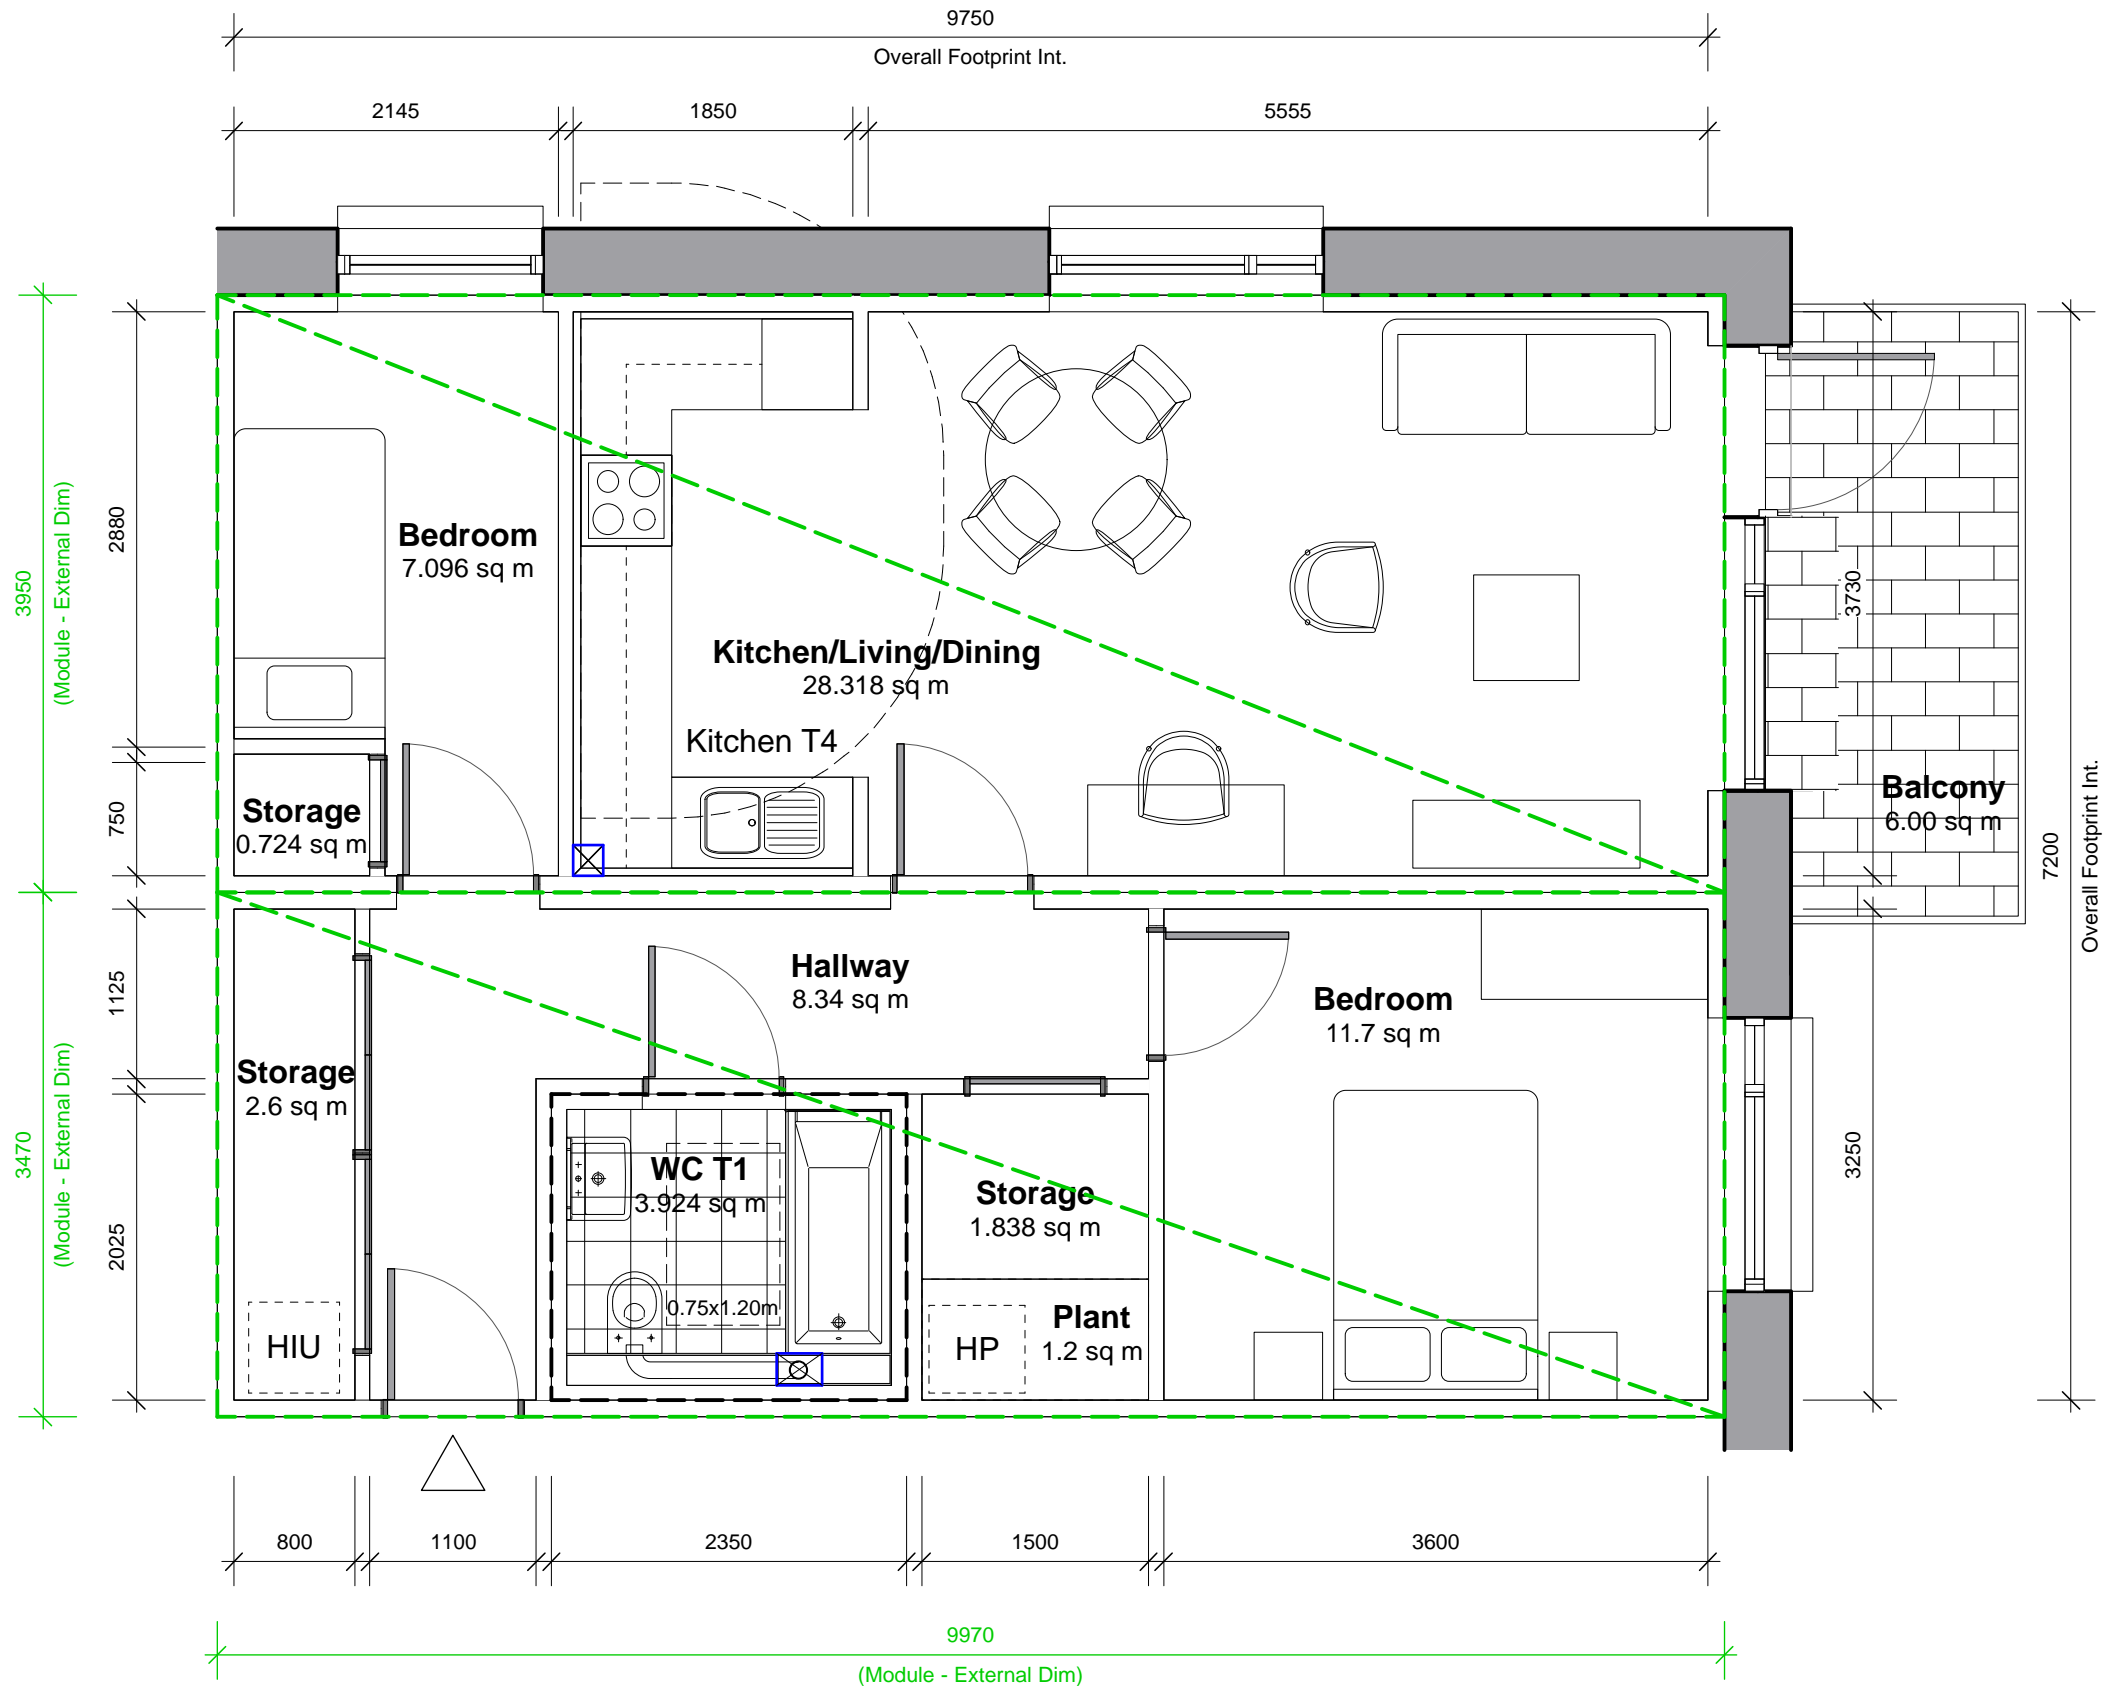 9750
Overall Footprint Int.
2145
1850
5555
3950
(Module - External Dim)
2880
Bedroom
7.096 sq m
Kitchen/Living/Dining
28.318 sq m
Kitchen T4
3730
750
Storage
0.724 sq m
Balcony
6.00 sq m
7200
Overall Footprint Int.
3470
(Module - External Dim)
1125
Hallway
8.34 sq m
Bedroom
11.7 sq m
Storage
2.6 sq m
2025
WC T1
3.924 sq m
0.75x1.20m
Storage
1.838 sq m
3250
HIU
HP
Plant
1.2 sq m
800
1100
2350
1500
3600
9970
(Module - External Dim)